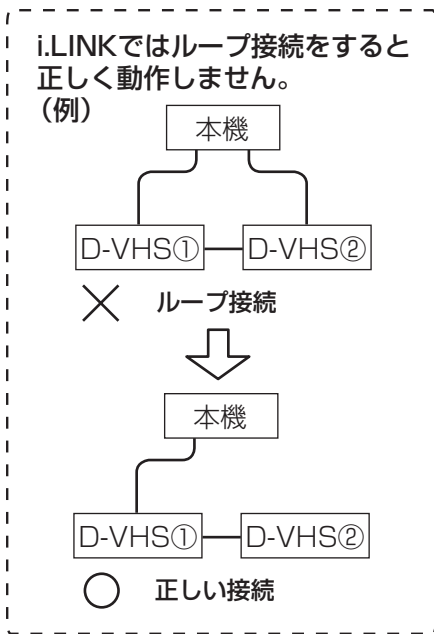 i.LINKではループ接続をすると
正しく動作しません。
（例）
本機
D-VHS① D-VHS②
ループ接続
本機
D-VHS① D-VHS②
正しい接続